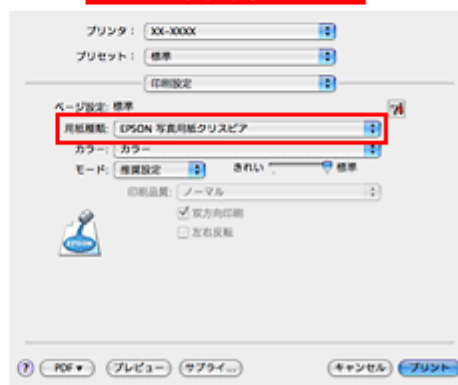 プリンタ： XX-XXXX
プリセット： 標準
印刷設定
ページ設定: 標準
用紙種類: EPSON 写真用紙クリスピア
カラー: カラー
モード: 推奨設定 きれい 標準
印刷品質: ノーマル
双方向印刷
左右反転
EPSON
? PDF▼ プレビュー サプライ... キャンセル プリント